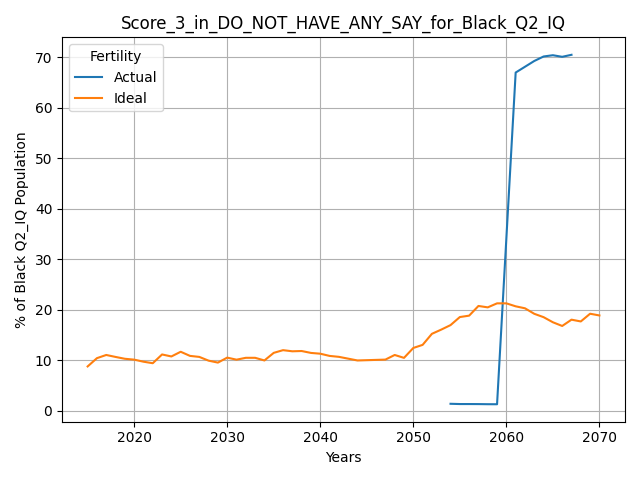 Score_3_in_DO_NOT_HAVE_ANY_SAY_for_Black_Q2_IQ
Fertility
Actual
Ideal
% of Black Q2_IQ Population
70
60
50
40
30
20
10
0
2020 2030 2040 2050 2060 2070
Years